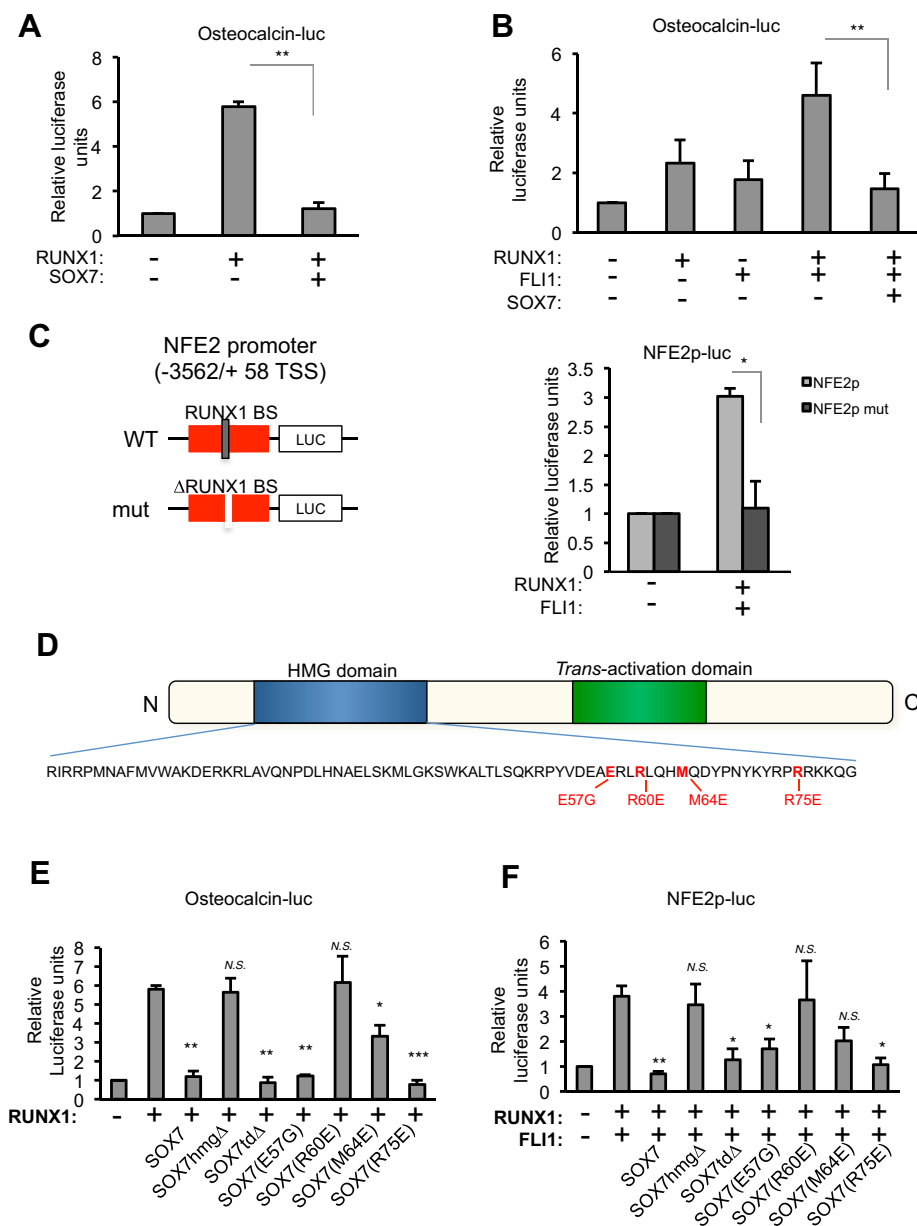 A
Osteocalcin-luc
8
6
4
2
0
Relative luciferase
units
**
RUNX1: - + +
SOX7: - - +
B
Osteocalcin-luc
6
4
2
0
Relative
luciferase units
**
RUNX1: - + - + +
FLI1: - - + + +
SOX7: - - - - +
C
NFE2 promoter
(-3562/+ 58 TSS)
RUNX1 BS
WT
LUC
ΔRUNX1 BS
mut
LUC
NFE2p-luc
3.5
3
2.5
2
1.5
1
0.5
0
Relative luciferase units
*
NFE2p
NFE2p mut
RUNX1: - +
FLI1: - +
D
HMG domain
Trans-activation domain
N
C
RIRRPMNAFMVWAKDERKRLAVQNPDLHNAELSKMLGKSWKALTLSQKRPYVDEAERLRLQHMQDYPNYKYRPRRKKQG
E57G R60E M64E R75E
E
Osteocalcin-luc
8
7
6
5
4
3
2
1
0
Relative
Luciferase units
** N.S. ** ** N.S. * ***
RUNX1: - + + + + + + + +
SOX7
SOX7hmgΔ
SOX7tdΔ
SOX7(E57G)
SOX7(R60E)
SOX7(M64E)
SOX7(R75E)
F
NFE2p-luc
6
5
4
3
2
1
0
Relative
luciferase units
** N.S. * * N.S. N.S. *
RUNX1: - + + + + + + + +
FLI1: - + + + + + + + +
SOX7
SOX7hmgΔ
SOX7tdΔ
SOX7(E57G)
SOX7(R60E)
SOX7(M64E)
SOX7(R75E)